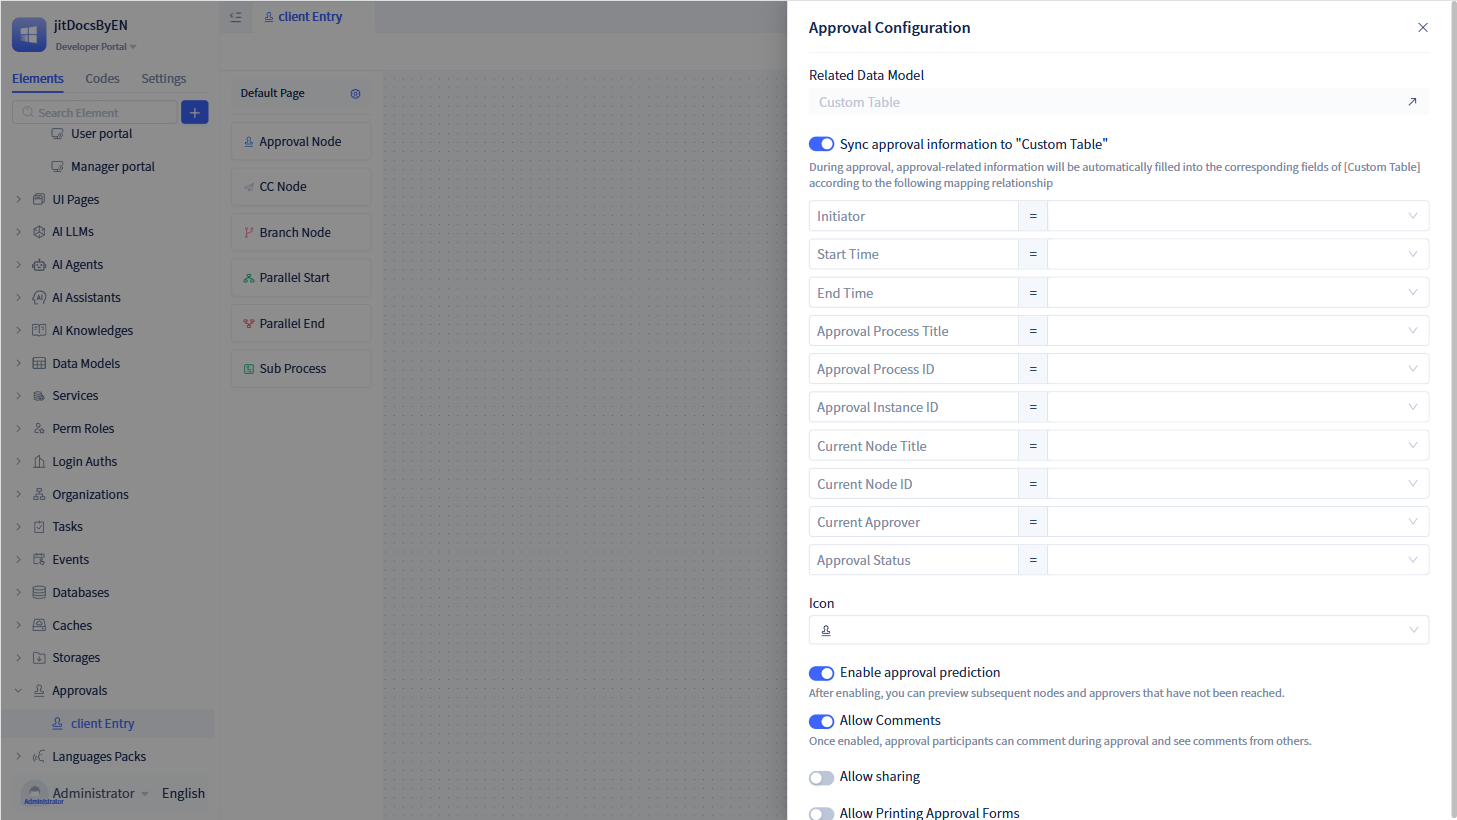 jitDocsByEN
Developer Portal
Elements
Codes
Settings
Search Element
User portal
Manager portal
UI Pages
AI LLMs
AI Agents
AI Assistants
AI Knowledges
Data Models
Services
Perm Roles
Login Auths
Organizations
Tasks
Events
Databases
Caches
Storages
Approvals
client Entry
Languages Packs
Administrator
Administrator
English
client Entry
Default Page
Approval Node
CC Node
Branch Node
Parallel Start
Parallel End
Sub Process
Approval Configuration
Related Data Model
Custom Table
Sync approval information to "Custom Table"
During approval, approval-related information will be automatically filled into the corresponding fields of [Custom Table]
according to the following mapping relationship
Initiator =
Start Time =
End Time =
Approval Process Title =
Approval Process ID =
Approval Instance ID =
Current Node Title =
Current Node ID =
Current Approver =
Approval Status =
Icon
Enable approval prediction
After enabling, you can preview subsequent nodes and approvers that have not been reached.
Allow Comments
Once enabled, approval participants can comment during approval and see comments from others.
Allow sharing
Allow Printing Approval Forms